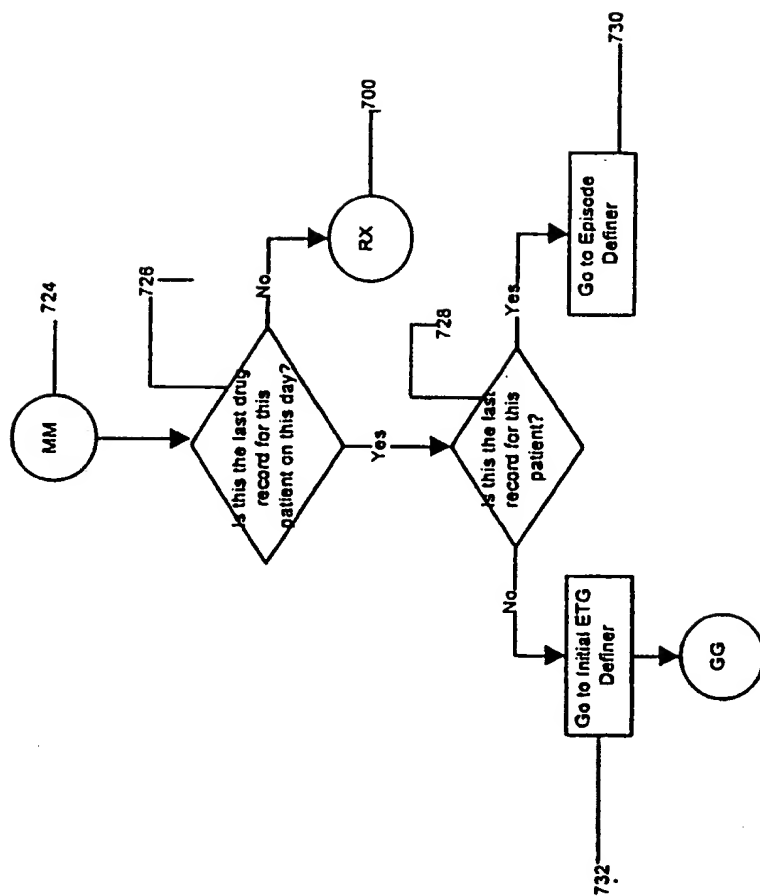 MM
724
726
Is this the last drug
record for this
patient on this day?
No
RX
700
Yes
728
Is this the last
record for this
patient?
Yes
Go to Episode
Definer
730
No
Go to Initial ETG
Definer
732
GG